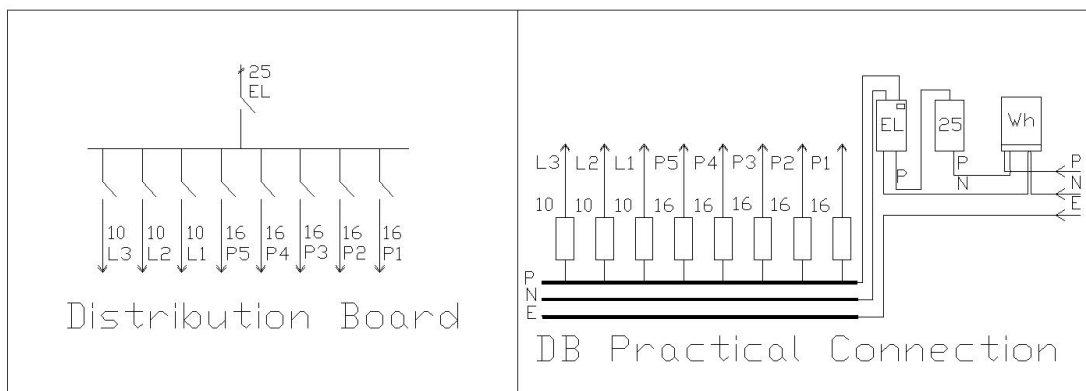 25
EL
10 10 10 16 16 16 16 16
L3 L2 L1 P5 P4 P3 P2 P1
Distribution Board
EL 25 Wh
L3 L2 L1 P5 P4 P3 P2 P1
P P P
N N
E
10 10 10 16 16 16 16 16
P
N
E
DB Practical Connection